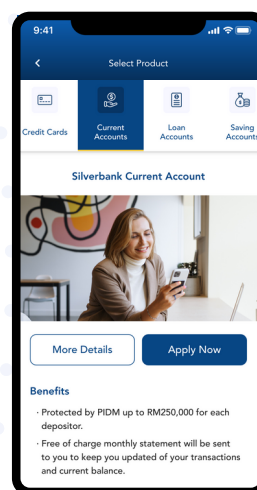 9:41
Select Product
Credit Cards
Current
Accounts
Loan
Accounts
Saving
Accounts
Silverbank Current Account
More Details
Apply Now
Benefits
· Protected by PIDM up to RM250,000 for each
depositor.
· Free of charge monthly statement will be sent
to you to keep you updated of your transactions
and current balance.